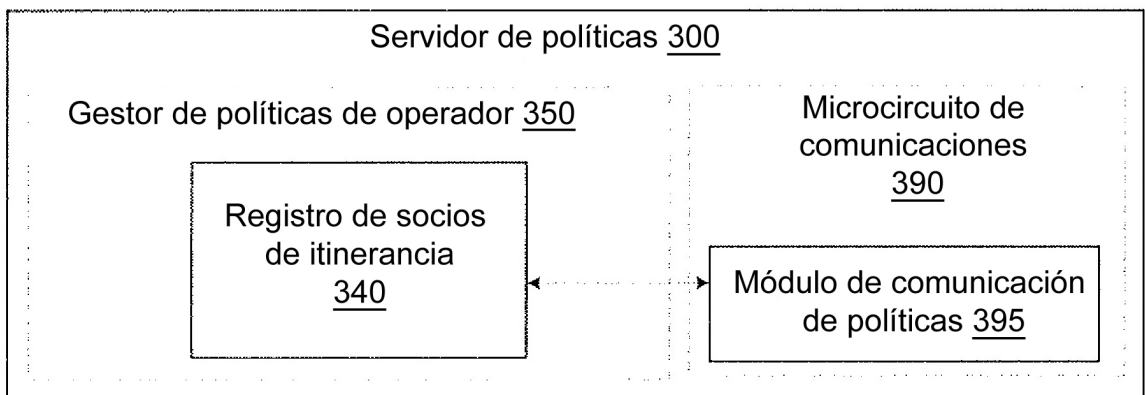 Servidor de políticas 300
Gestor de políticas de operador 350
Registro de socios
de itinerancia
340
Microcircuito de
comunicaciones
390
Módulo de comunicación
de políticas 395